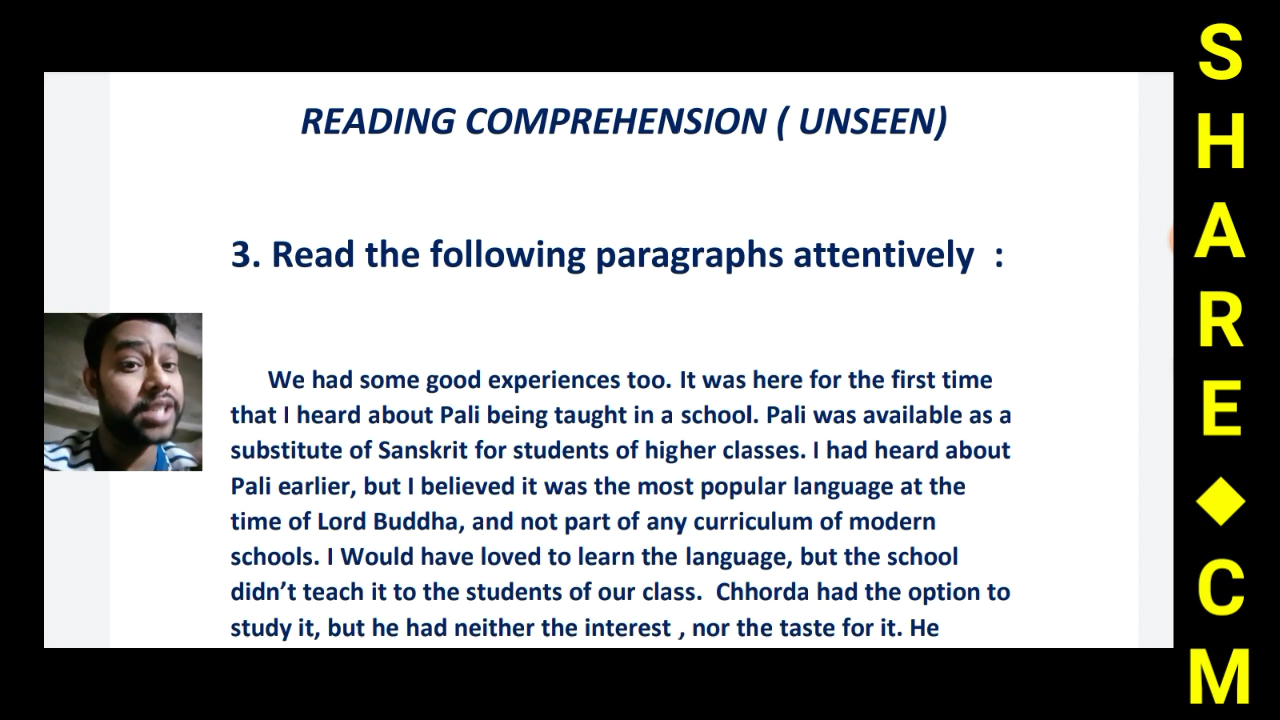 READING COMPREHENSION ( UNSEEN)
3. Read the following paragraphs attentively :
We had some good experiences too. It was here for the first time
that I heard about Pali being taught in a school. Pali was available as a
substitute of Sanskrit for students of higher classes. I had heard about
Pali earlier, but I believed it was the most popular language at the
time of Lord Buddha, and not part of any curriculum of modern
schools. I Would have loved to learn the language, but the school
didn’t teach it to the students of our class. Chhorda had the option to
study it, but he had neither the interest , nor the taste for it. He
SHARE◆CM